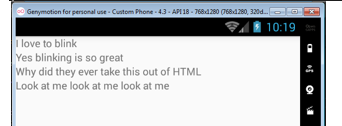 Genymotion for personal use - Custom Phone - 4.3 - API 18 - 768x1280 (768x1280, 320d...
10:19
I love to blink
Yes blinking is so great
Why did they ever take this out of HTML
Look at me look at me look at me
GPS